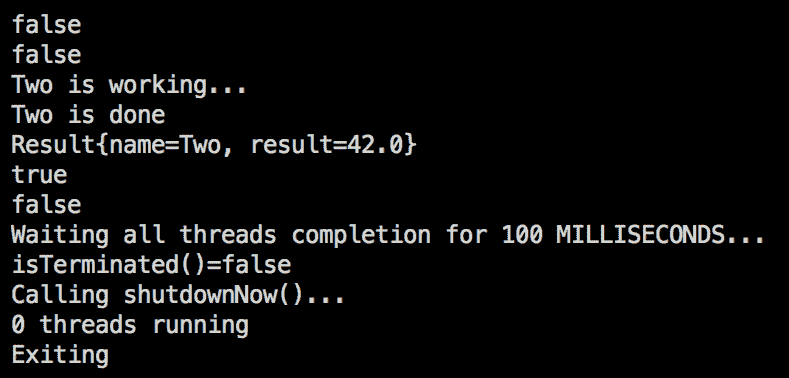 false
false
Two is working...
Two is done
Result{name=Two, result=42.0}
true
false
Waiting all threads completion for 100 MILLISECONDS...
isTerminated()=false
Calling shutdownNow()...
0 threads running
Exiting